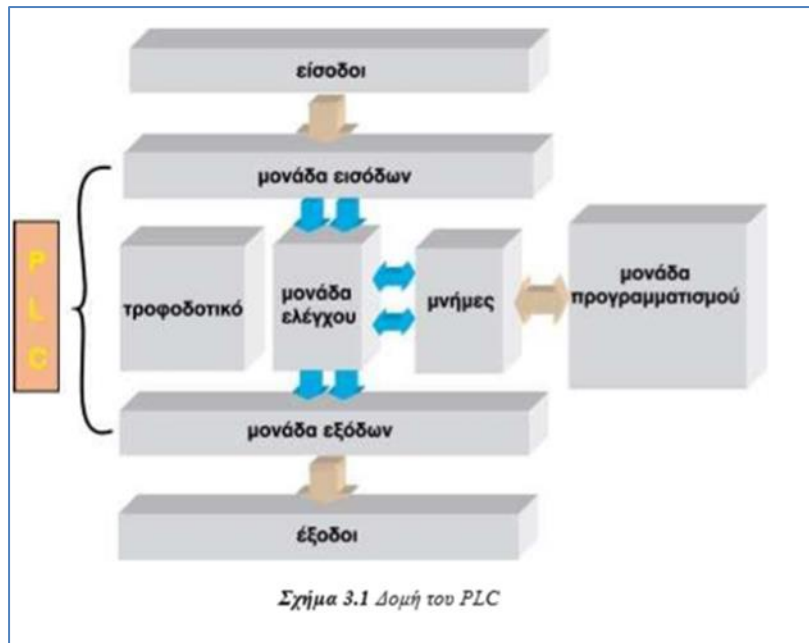 είσοδοι
μονάδα εισόδων
P
L
C
τροφοδοτικό
μονάδα
ελέγχου
μνήμες
μονάδα
προγραμματισμού
μονάδα εξόδων
έξοδοι
Σχήμα 3.1 Δομή του PLC